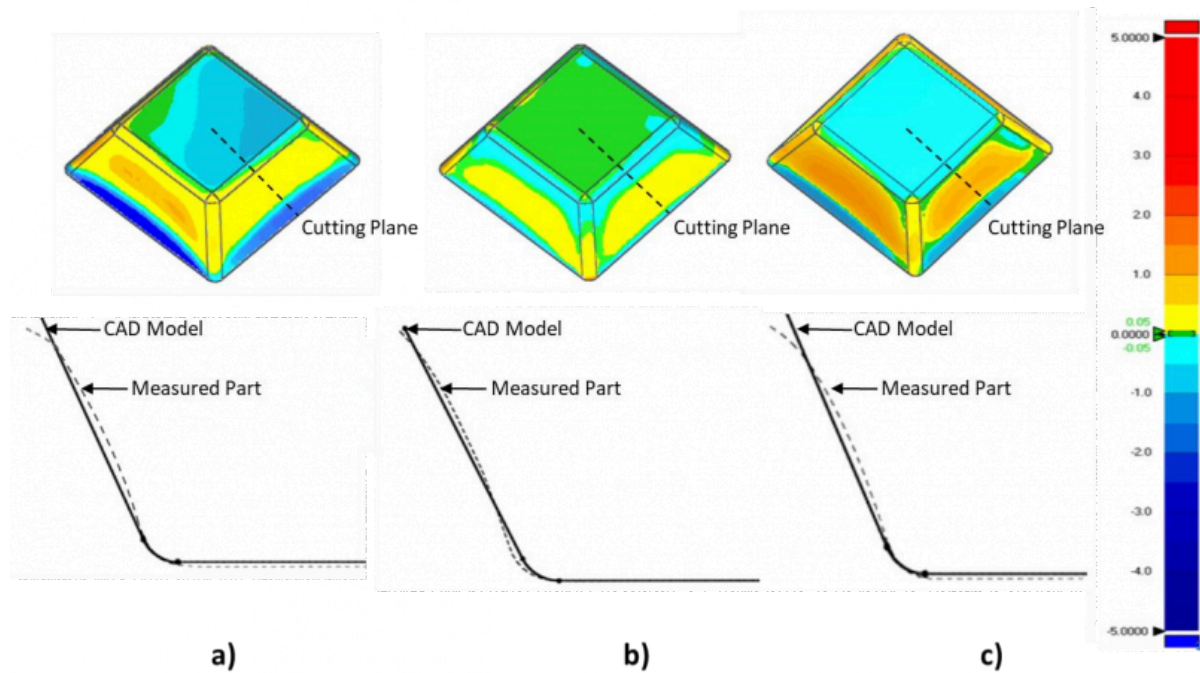 Cutting Plane
Cutting Plane
Cutting Plane
CAD Model
Measured Part
CAD Model
Measured Part
CAD Model
Measured Part
a)
b)
c)
5.0000
4.0
3.0
2.0
1.0
0.05
0.0000
-0.05
-1.0
-2.0
-3.0
-4.0
-5.0000